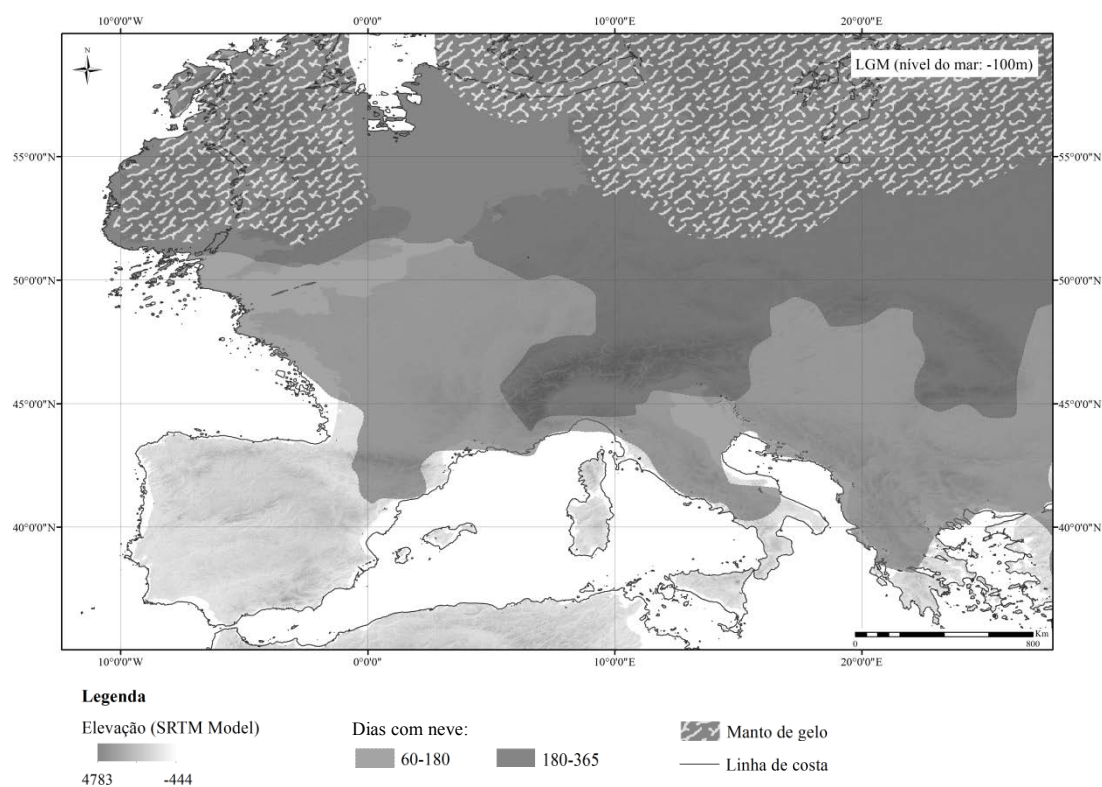 10°0'0"W 0°0'0" 10°0'0"E 20°0'0"E
N
LGM (nível do mar: -100m)
55°0'0"N 55°0'0"N
50°0'0"N 50°0'0"N
45°0'0"N 45°0'0"N
40°0'0"N 40°0'0"N
Km
0 800
10°0'0"W 0°0'0" 10°0'0"E 20°0'0"E
Legenda
Elevação (SRTM Model)
4783 -444
Dias com neve:
60-180 180-365
Manto de gelo
Linha de costa